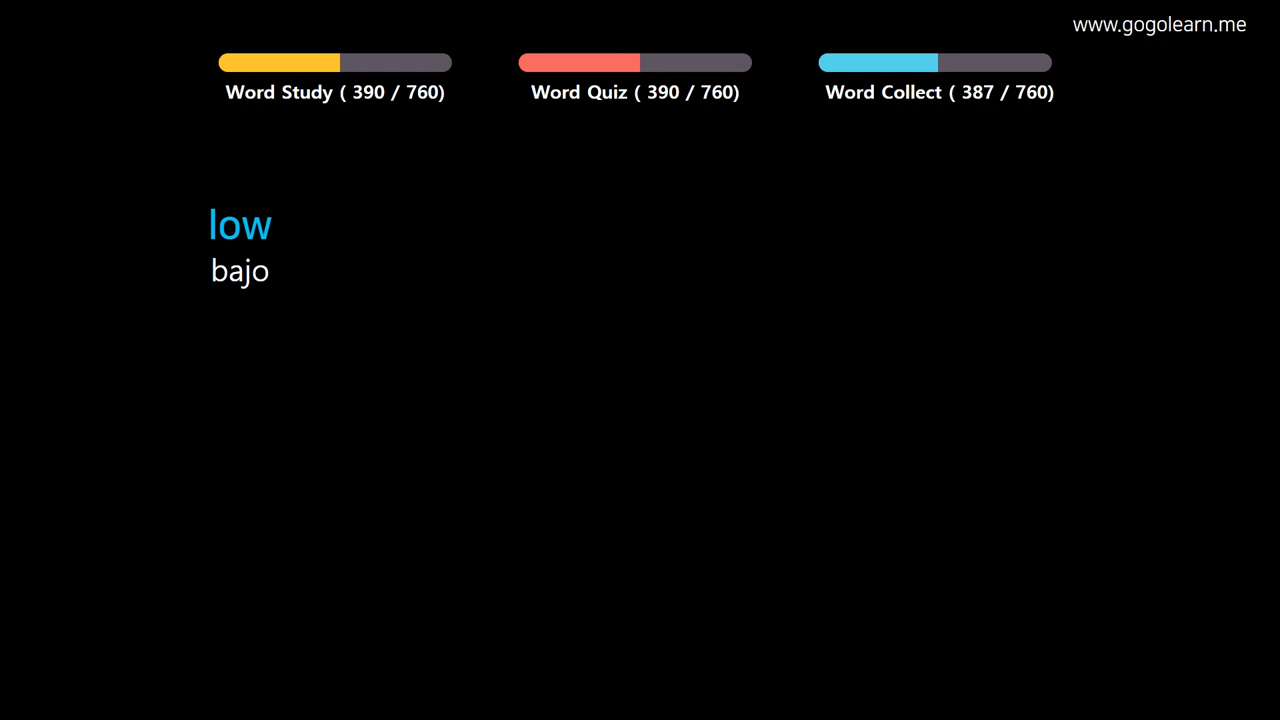 www.gogolearn.me
Word Study ( 390 / 760)
Word Quiz ( 390 / 760)
Word Collect ( 387 / 760)
low
bajo